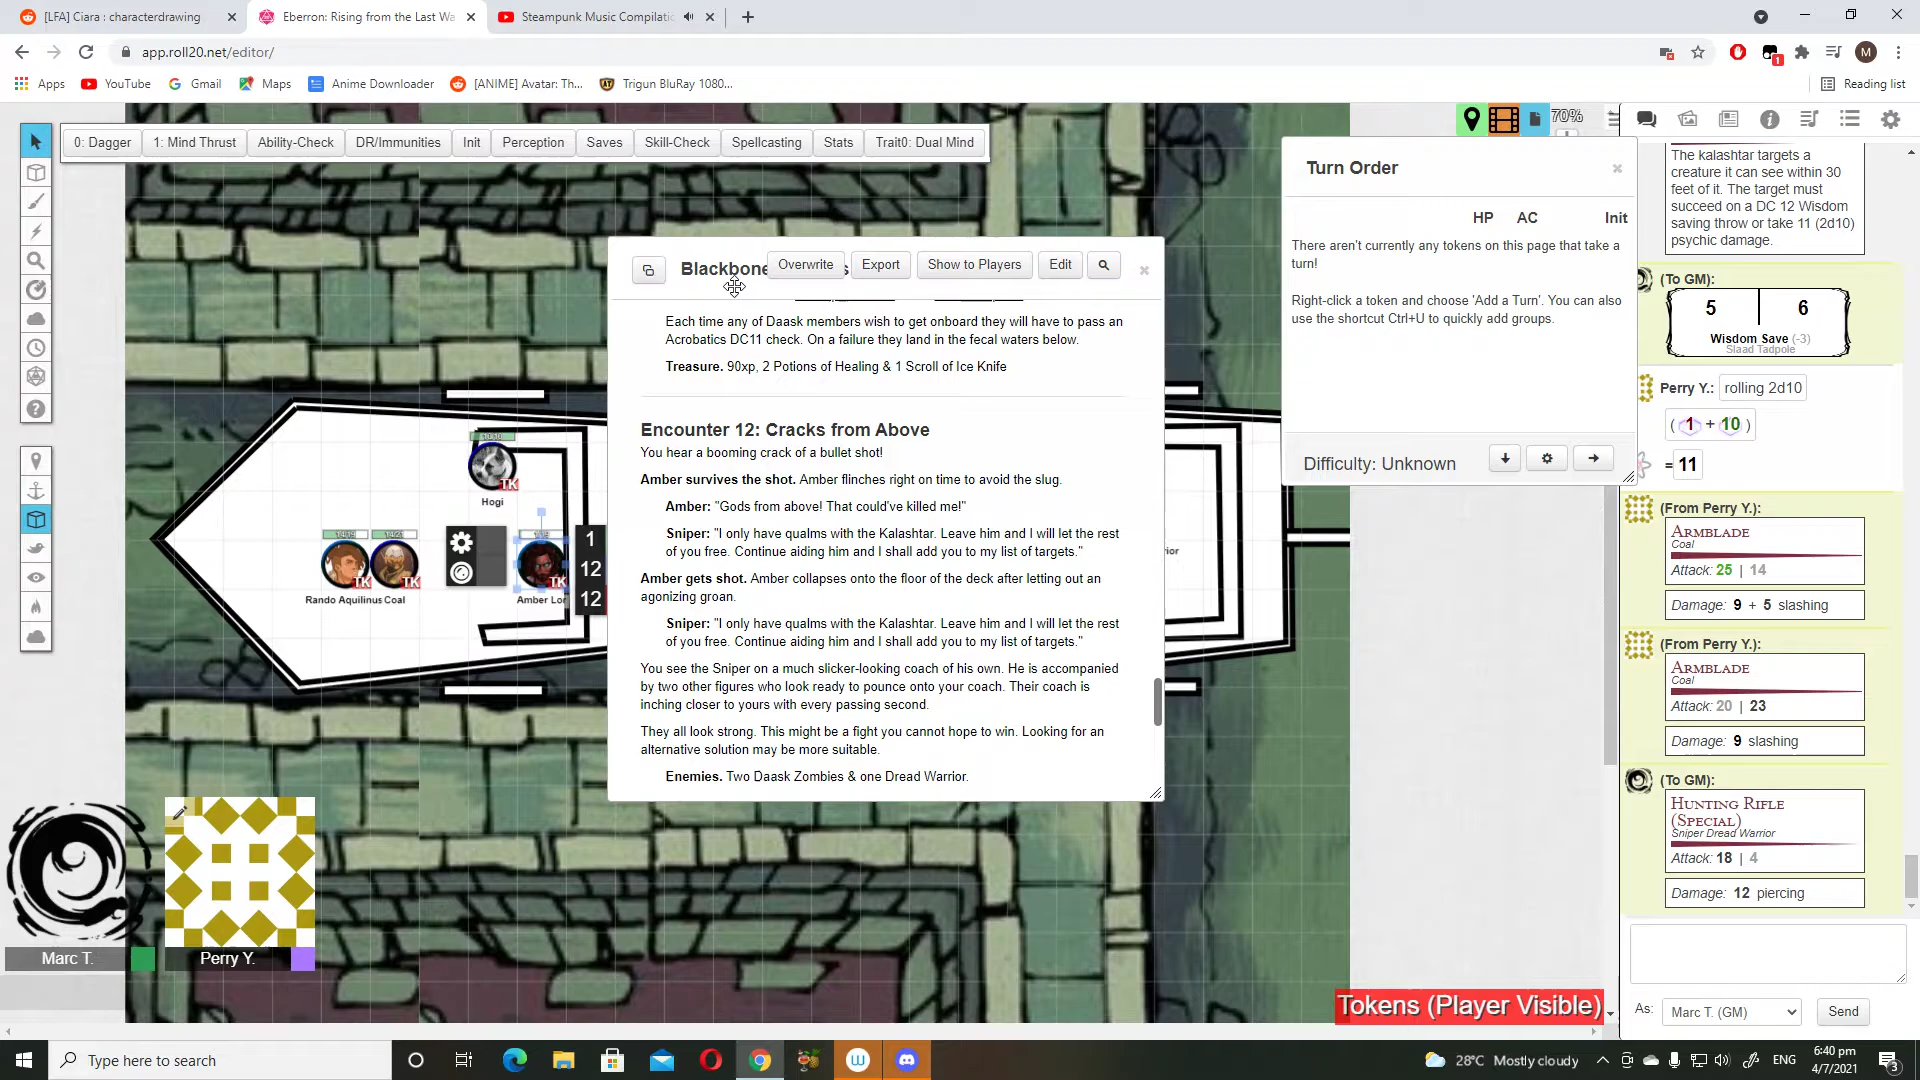 [LFA] Ciara : characterdrawing
Eberron: Rising from the Last Wa
Steampunk Music Compilatio
app.roll20.net/editor/
1
M
Apps
YouTube
Gmail
Maps
Anime Downloader
[ANIME] Avatar: Th...
Trigun BluRay 1080...
Reading list
0: Dagger
1: Mind Thrust
Ability-Check
DR/Immunities
Init
Perception
Saves
Skill-Check
Spellcasting
Stats
Trait0: Dual Mind
70%
Turn Order
HP
AC
Init
There aren't currently any tokens on this page that take a
turn!
Right-click a token and choose 'Add a Turn'. You can also
use the shortcut Ctrl+U to quickly add groups.
Difficulty: Unknown
Blackbone
Overwrite
Export
Show to Players
Edit
Each time any of Daask members wish to get onboard they will have to pass an
Acrobatics DC11 check. On a failure they land in the fecal waters below.
Treasure. 90xp, 2 Potions of Healing & 1 Scroll of Ice Knife
Encounter 12: Cracks from Above
You hear a booming crack of a bullet shot!
Amber survives the shot. Amber flinches right on time to avoid the slug.
Amber: "Gods from above! That could've killed me!"
Sniper: "I only have qualms with the Kalashtar. Leave him and I will let the rest
of you free. Continue aiding him and I shall add you to my list of targets."
Amber gets shot. Amber collapses onto the floor of the deck after letting out an
agonizing groan.
Sniper: "I only have qualms with the Kalashtar. Leave him and I will let the rest
of you free. Continue aiding him and I shall add you to my list of targets."
You see the Sniper on a much slicker-looking coach of his own. He is accompanied
by two other figures who look ready to pounce onto your coach. Their coach is
inching closer to yours with every passing second.
They all look strong. This might be a fight you cannot hope to win. Looking for an
alternative solution may be more suitable.
Enemies. Two Daask Zombies & one Dread Warrior.
TK
Hogi
TK
TK
TK
Rando Aquilinus Coal
Amber Lor
1
12
12
ior
The kalashtar targets a
creature it can see within 30
feet of it. The target must
succeed on a DC 12 Wisdom
saving throw or take 11 (2d10)
psychic damage.
(To GM):
5 6
Wisdom Save (-3)
Slaad Tadpole
Perry Y.: rolling 2d10
(1 + 10)
= 11
(From Perry Y.):
ARMBLADE
Coal
Attack: 25 | 14
Damage: 9 + 5 slashing
(From Perry Y.):
ARMBLADE
Coal
Attack: 20 | 23
Damage: 9 slashing
(To GM):
HUNTING RIFLE
(SPECIAL)
Sniper Dread Warrior
Attack: 18 | 4
Damage: 12 piercing
As:
Marc T. (GM)
Send
Marc T.
Perry Y.
Tokens (Player Visible)
Type here to search
28°C Mostly cloudy
ENG
6:40 pm
4/7/2021
3